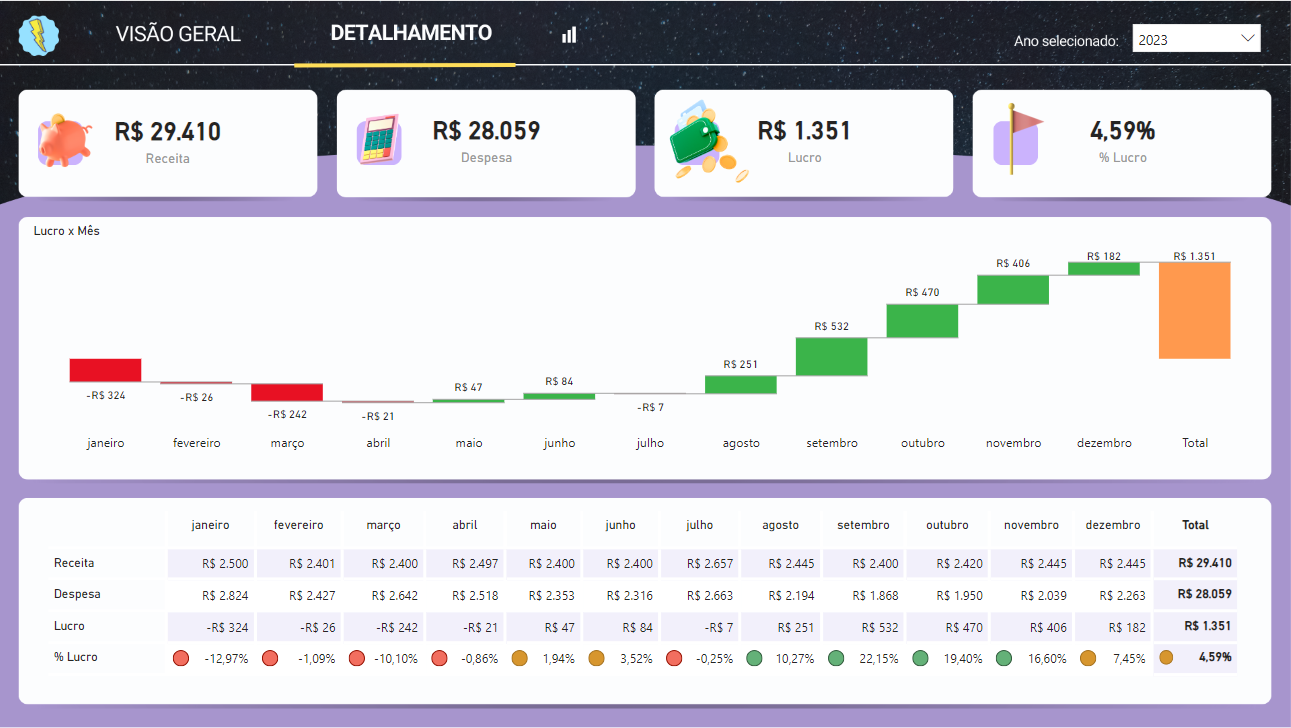 VISÃO GERAL DETALHAMENTO Ano selecionado: 2023
R$ 29.410 R$ 28.059 R$ 1.351 4,59%
Receita Despesa Lucro % Lucro
Lucro x Mês
-R$ 324 -R$ 26 -R$ 242 -R$ 21 R$ 47 R$ 84 -R$ 7 R$ 251 R$ 532 R$ 470 R$ 406 R$ 182 R$ 1.351
janeiro fevereiro março abril maio junho julho agosto setembro outubro novembro dezembro Total
janeiro fevereiro março abril maio junho julho agosto setembro outubro novembro dezembro Total
Receita R$ 2.500 R$ 2.401 R$ 2.400 R$ 2.497 R$ 2.400 R$ 2.400 R$ 2.657 R$ 2.445 R$ 2.400 R$ 2.420 R$ 2.445 R$ 2.445 R$ 29.410
Despesa R$ 2.824 R$ 2.427 R$ 2.642 R$ 2.518 R$ 2.353 R$ 2.316 R$ 2.663 R$ 2.194 R$ 1.868 R$ 1.950 R$ 2.039 R$ 2.263 R$ 28.059
Lucro -R$ 324 -R$ 26 -R$ 242 -R$ 21 R$ 47 R$ 84 -R$ 7 R$ 251 R$ 532 R$ 470 R$ 406 R$ 182 R$ 1.351
% Lucro -12,97% -1,09% -10,10% -0,86% 1,94% 3,52% -0,25% 10,27% 22,15% 19,40% 16,60% 7,45% 4,59%